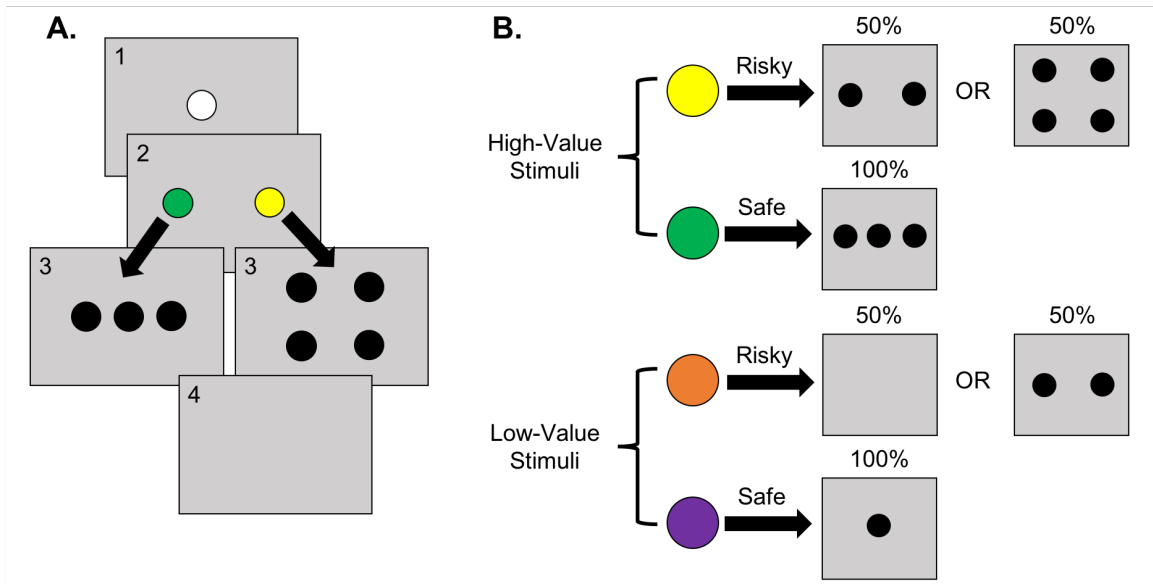 A.
1
2
3
3
4
B.
50%
50%
Risky
OR
High-Value
Stimuli
100%
Safe
50%
50%
Risky
OR
Low-Value
Stimuli
100%
Safe